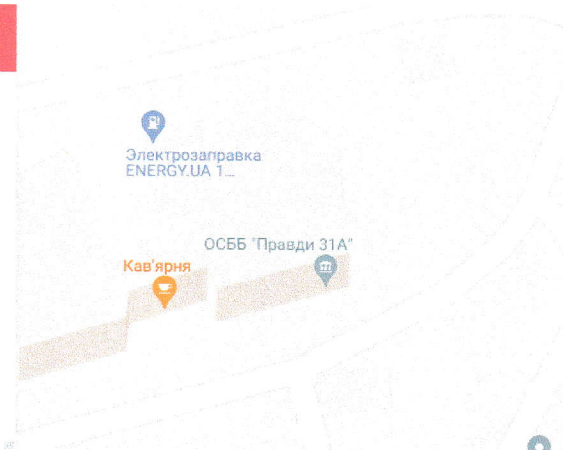 Электрозаправка
ENERGY.UA 1...
ОСББ "Правди 31А"
Кав'ярня